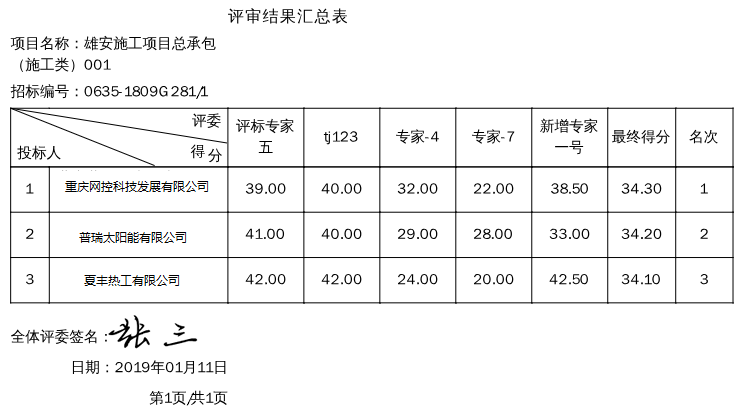 评审结果汇总表
项目名称：雄安施工项目总承包
（施工类）001
招标编号：0635-1809G281/1
评委
得分
投标人
评标专家五
tj123
专家-4
专家-7
新增专家一号
最终得分
名次
1 重庆网控科技发展有限公司 39.00 40.00 32.00 22.00 38.50 34.30 1
2 普瑞太阳能有限公司 41.00 40.00 29.00 28.00 33.00 34.20 2
3 夏丰热工有限公司 42.00 42.00 24.00 20.00 42.50 34.10 3
全体评委签名：张三
日期：2019年01月11日
第1页/共1页